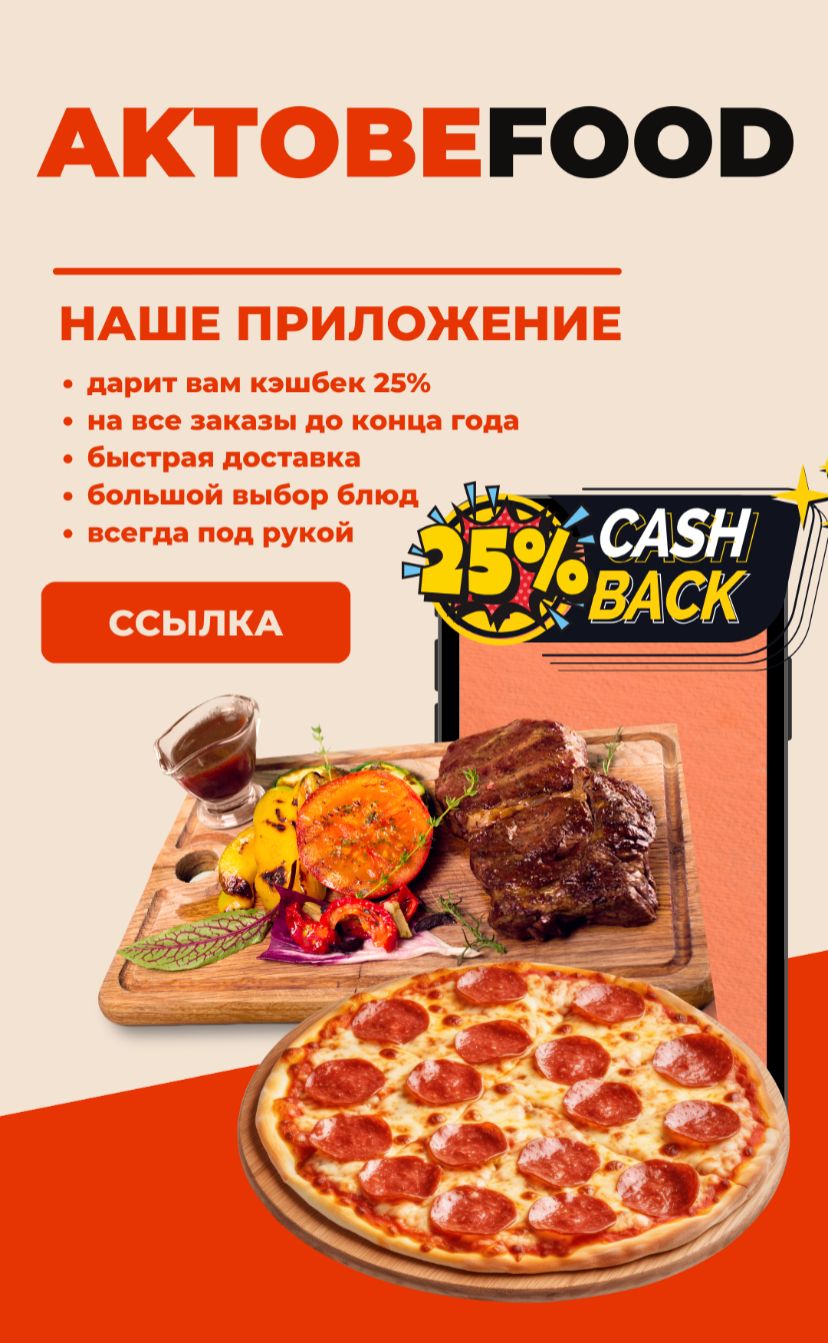 AKTOBEFOOD
НАШЕ ПРИЛОЖЕНИЕ
• дарит вам кэшбек 25%
• на все заказы до конца года
• быстрая доставка
• большой выбор блюд
• всегда под рукой
25% CASH
BACK
ССЫЛКА